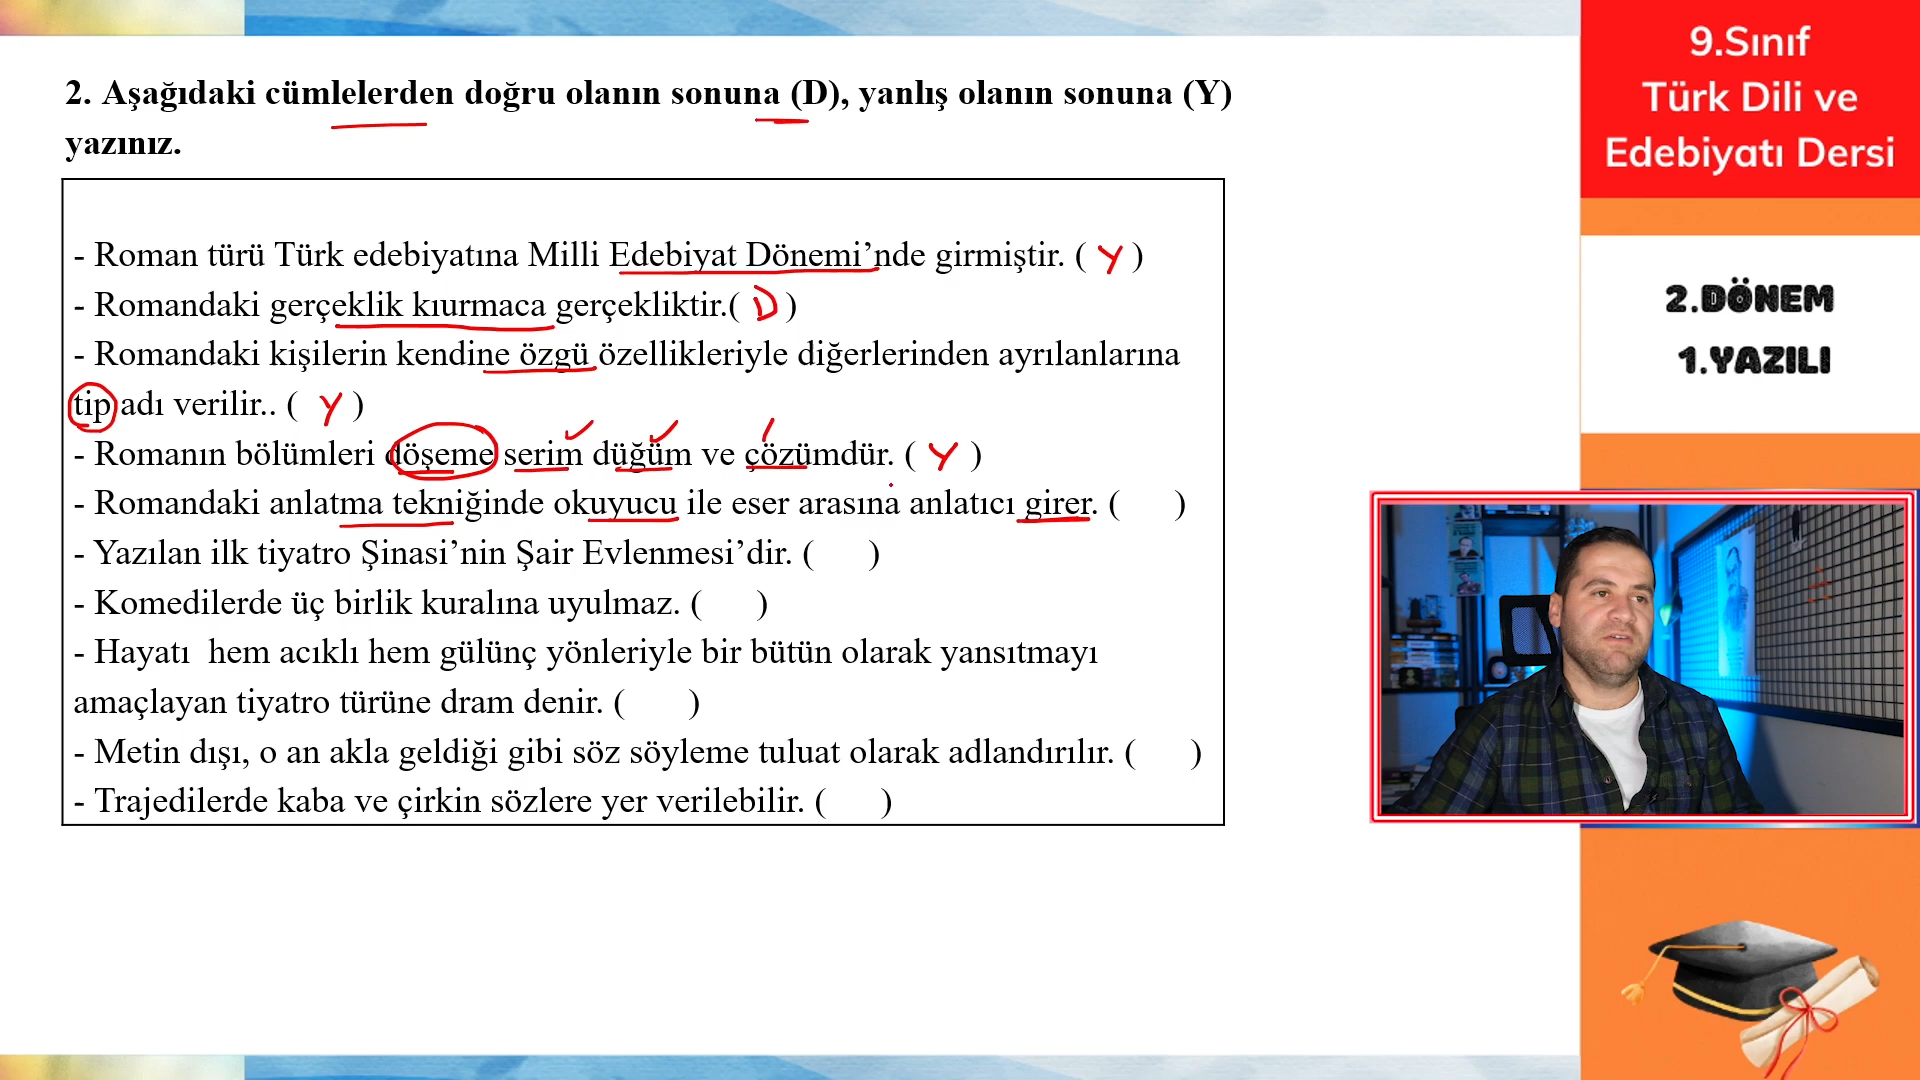 2. Aşağıdaki cümlelerden doğru olanın sonuna (D), yanlış olanın sonuna (Y)
yazınız.
- Roman türü Türk edebiyatına Milli Edebiyat Dönemi’nde girmiştir. ( Y )
- Romandaki gerçeklik kıurmaca gerçekliktir.( D )
- Romandaki kişilerin kendine özgü özellikleriyle diğerlerinden ayrılanlarına
tip adı verilir.. ( Y )
- Romanın bölümleri döşeme serim düğüm ve çözümdür. ( Y )
- Romandaki anlatma tekniğinde okuyucu ile eser arasına anlatıcı girer. ( )
- Yazılan ilk tiyatro Şinasi’nin Şair Evlenmesi’dir. ( )
- Komedilerde üç birlik kuralına uyulmaz. ( )
- Hayatı hem acıklı hem gülünç yönleriyle bir bütün olarak yansıtmayı
amaçlayan tiyatro türüne dram denir. ( )
- Metin dışı, o an akla geldiği gibi söz söyleme tuluat olarak adlandırılır. ( )
- Trajedilerde kaba ve çirkin sözlere yer verilebilir. ( )
9.Sınıf
Türk Dili ve
Edebiyatı Dersi
2.DÖNEM
1.YAZILI